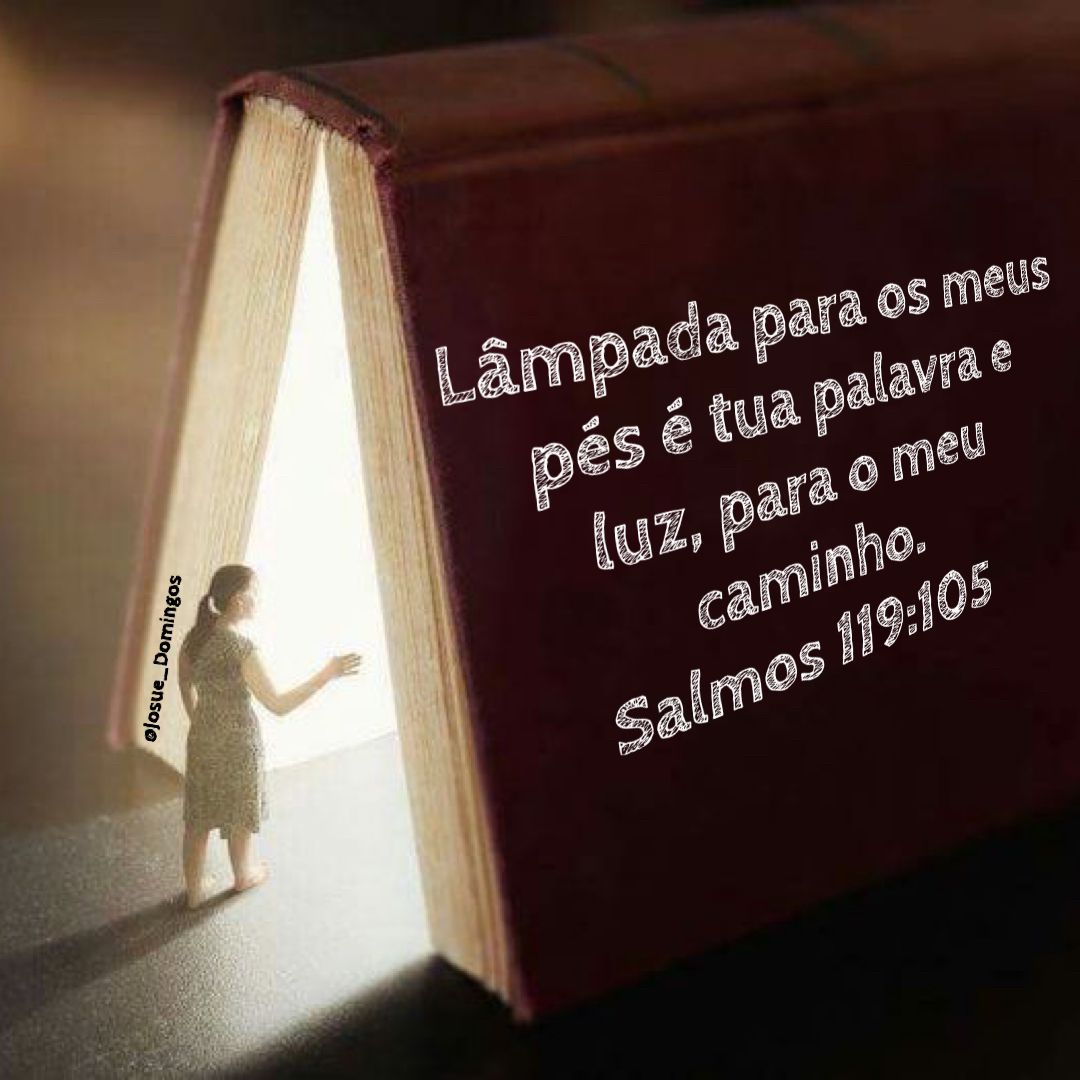 Lâmpada para os meus
pés é tua palavra e
luz, para o meu
caminho.
Salmos 119:105
©Josue_Domingos